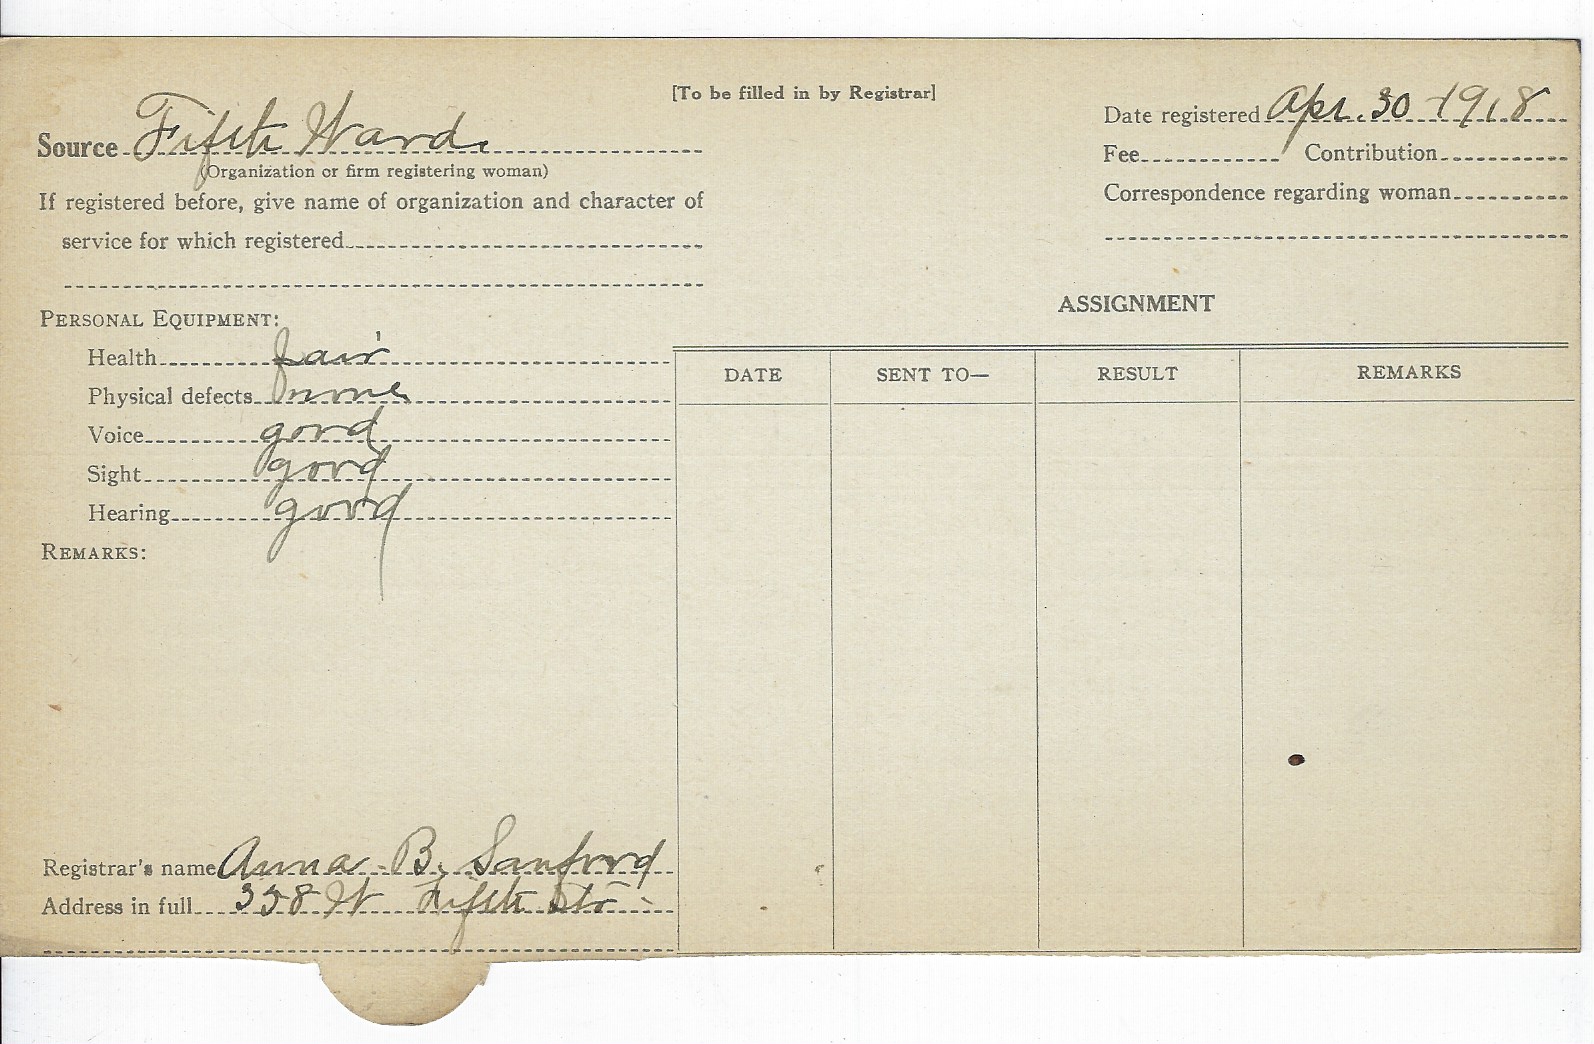 [To be filled in by Registrar]
Source Fifth Ward.
(Organization or firm registering woman)
If registered before, give name of organization and character of
service for which registered
Date registered Apr. 30 - 1918
Fee Contribution
Correspondence regarding woman
PERSONAL EQUIPMENT:
Health fair
Physical defects none
Voice good
Sight good
Hearing good
REMARKS:
ASSIGNMENT
DATE SENT TO— RESULT REMARKS
Registrar's name Anna B. Sanford
Address in full 338 W Fifth Str.